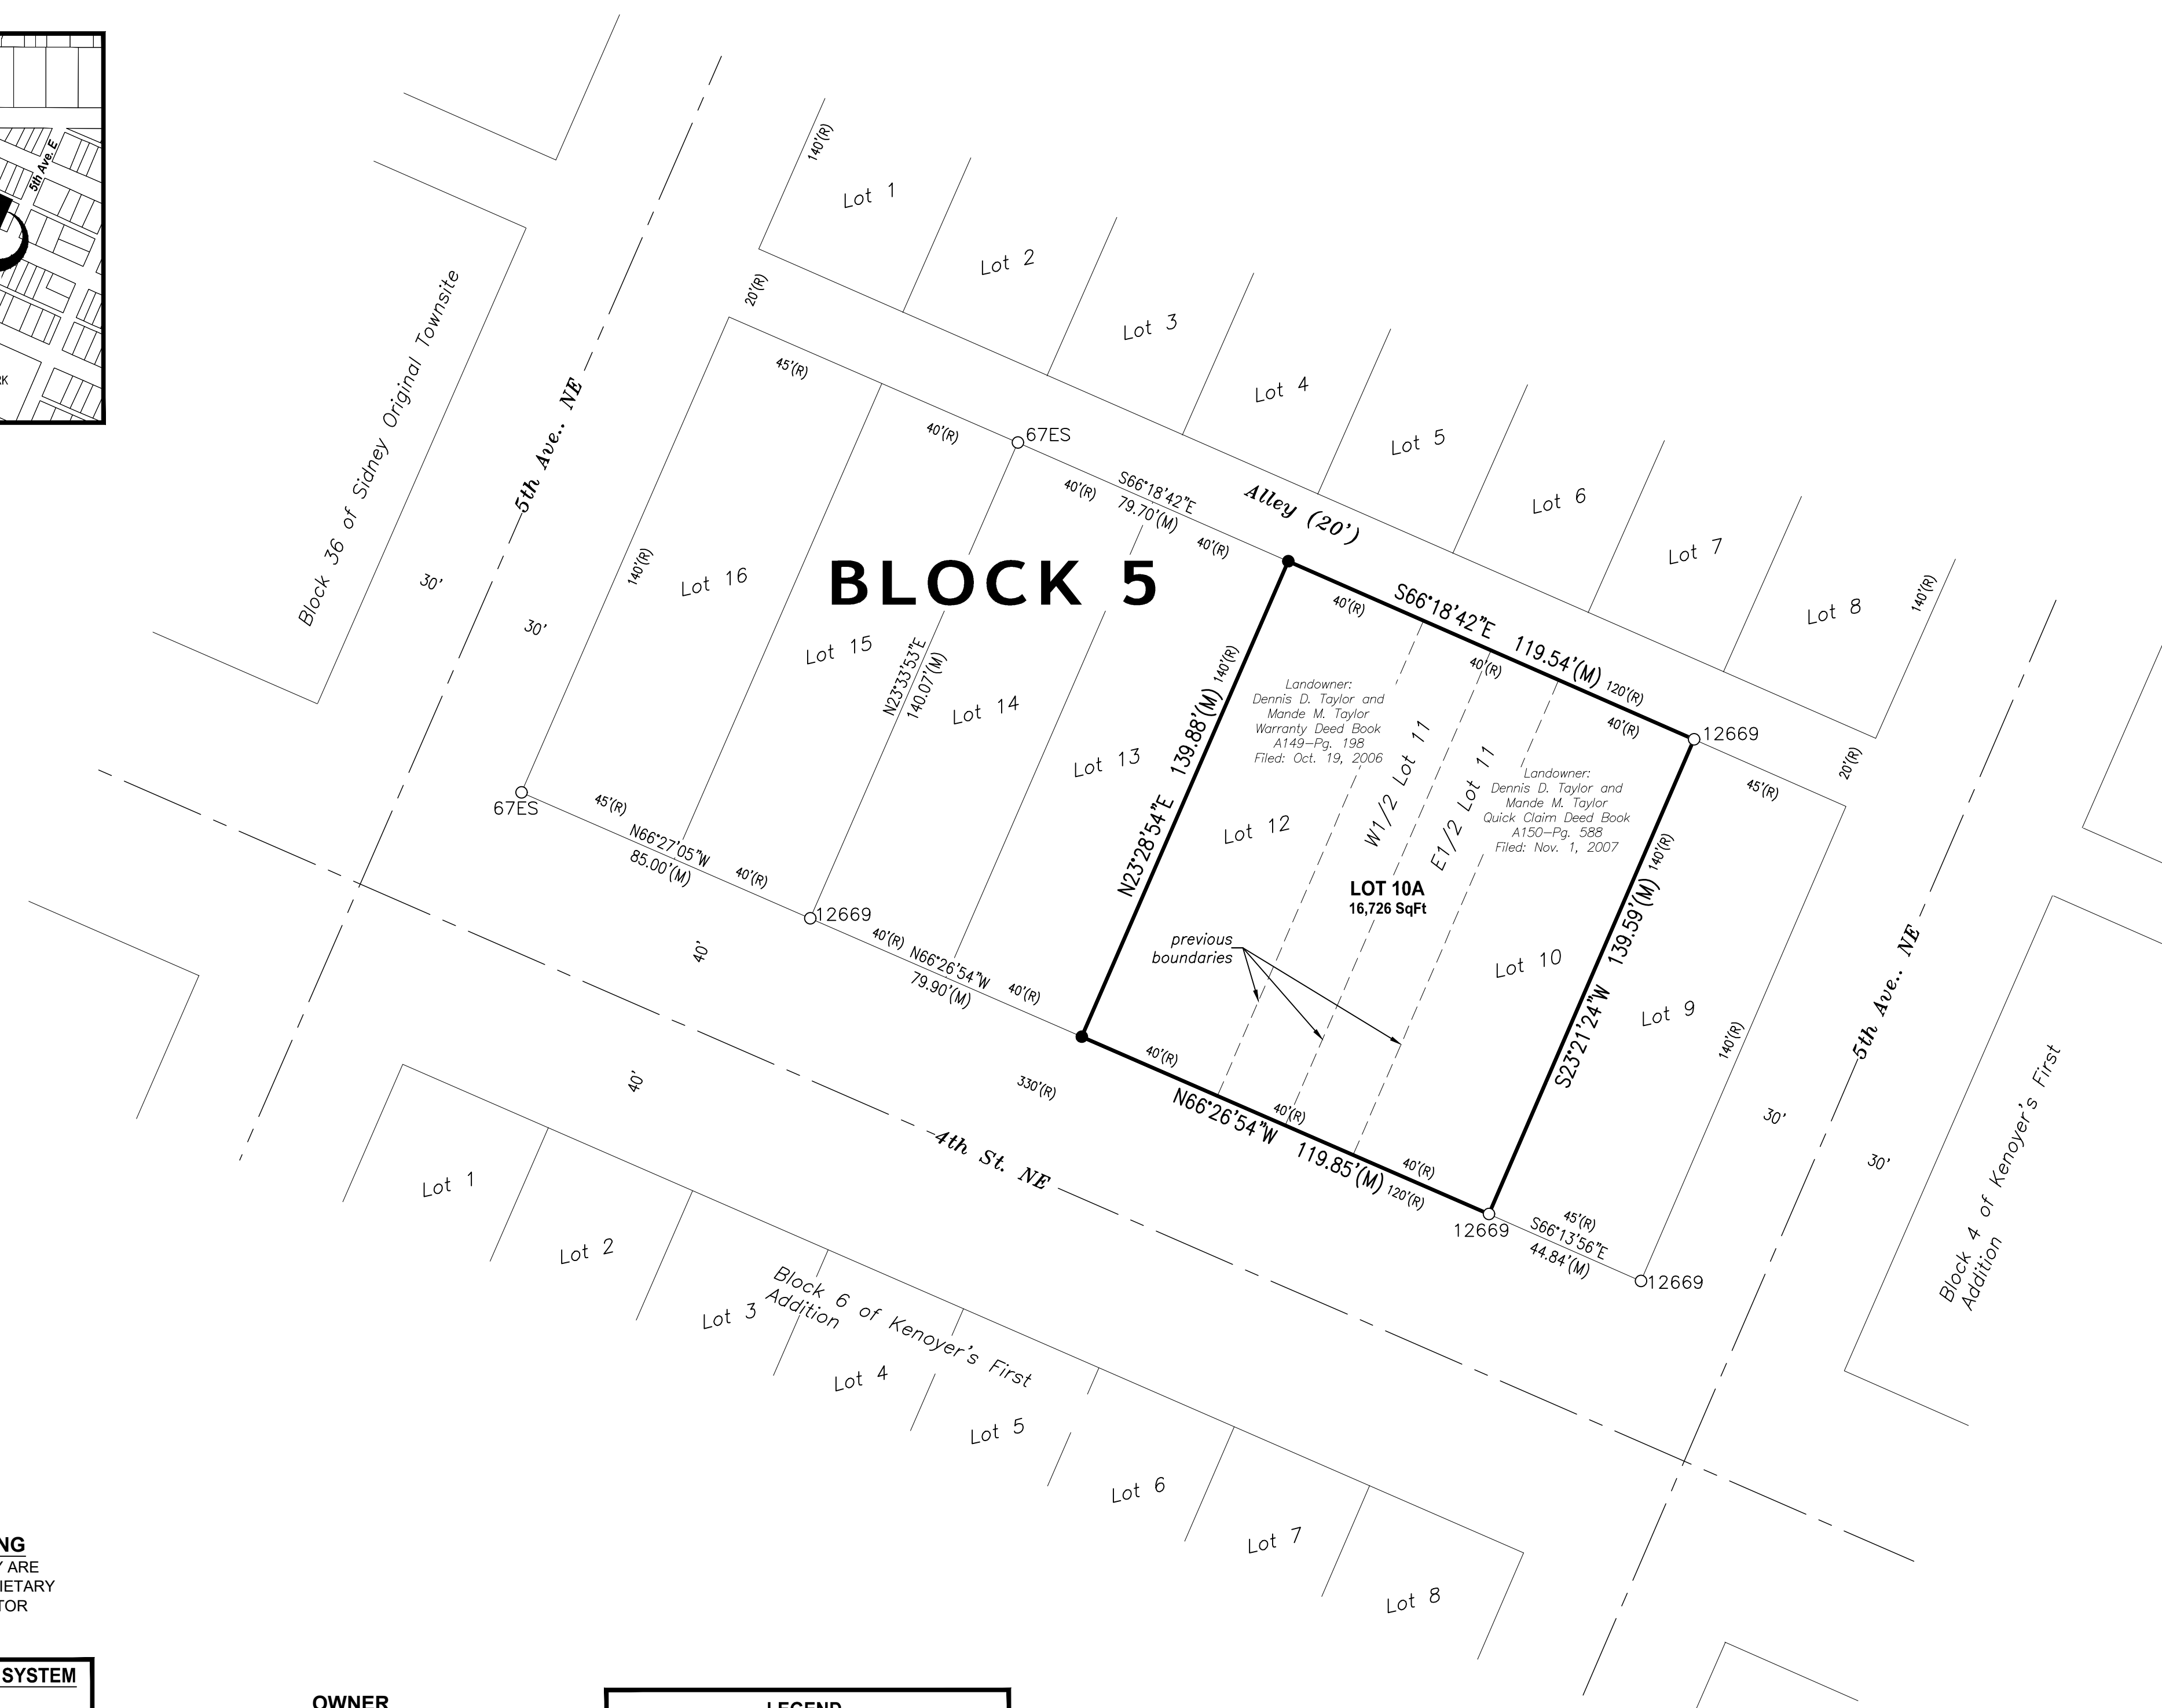 5th Ave. E
RK
140'(R)
Lot 1
Lot 2
Lot 3
Lot 4
Lot 5
Lot 6
Lot 7
Lot 8
140'(R)
20'(R)
Alley (20')
20'(R)
Block 36 of Sidney Original Townsite
30'
5th Ave.. NE
30'
45'(R)
40'(R)
67ES
40'(R)
S66°18'42"E
79.70'(M)
40'(R)
BLOCK 5
140'(R)
Lot 16
Lot 15
N23°33'53"E
140.07'(M)
Lot 14
Lot 13
67ES
45'(R)
N66°27'05"W
85.00'(M)
40'(R)
12669
40'(R)
N66°26'54"W
79.90'(M)
40'(R)
N23°28'54"E 139.88'(M) 140'(R)
40'(R)
S66°18'42"E 119.54'(M) 120'(R)
40'(R)
40'(R)
12669
Landowner:
Dennis D. Taylor and
Mande M. Taylor
Warranty Deed Book
A149-Pg. 198
Filed: Oct. 19, 2006
Lot 12
W1/2 Lot 11
E1/2 Lot 11
Landowner:
Dennis D. Taylor and
Mande M. Taylor
Quick Claim Deed Book
A150-Pg. 588
Filed: Nov. 1, 2007
LOT 10A
16,726 SqFt
previous
boundaries
Lot 10
S23°21'24"W 139.59'(M) 140'(R)
40'(R)
40'(R)
40'(R)
N66°26'54"W 119.85'(M) 120'(R)
12669
45'(R)
Lot 9
140'(R)
45'(R)
S66°13'56"E
44.84'(M)
12669
5th Ave.. NE
30'
30'
Block 4 of Kenoyer's First
Addition
40'
40'
330'(R)
4th St. NE
Lot 1
Lot 2
Lot 3
Block 6 of Kenoyer's First
Addition
Lot 4
Lot 5
Lot 6
Lot 7
Lot 8
NG
Y ARE
IETARY
TOR
SYSTEM
OWNER
LEGEND